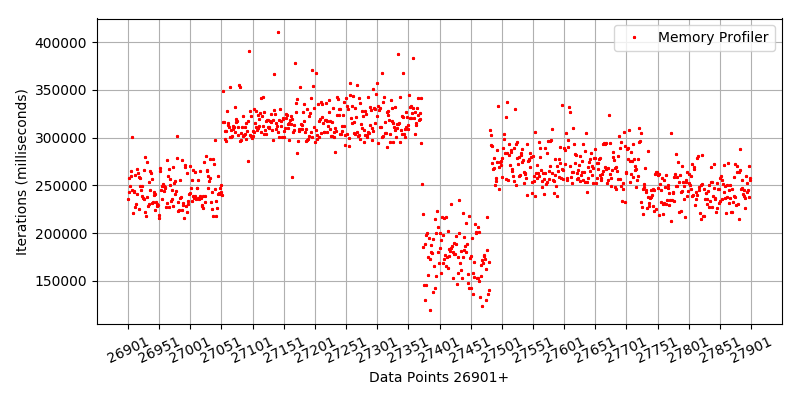 Memory Profiler
400000
350000
300000
250000
200000
150000
Iterations (milliseconds)
26901 26951 27001 27051 27101 27151 27201 27251 27301 27351 27401 27451 27501 27551 27601 27651 27701 27751 27801 27851 27901
Data Points 26901+